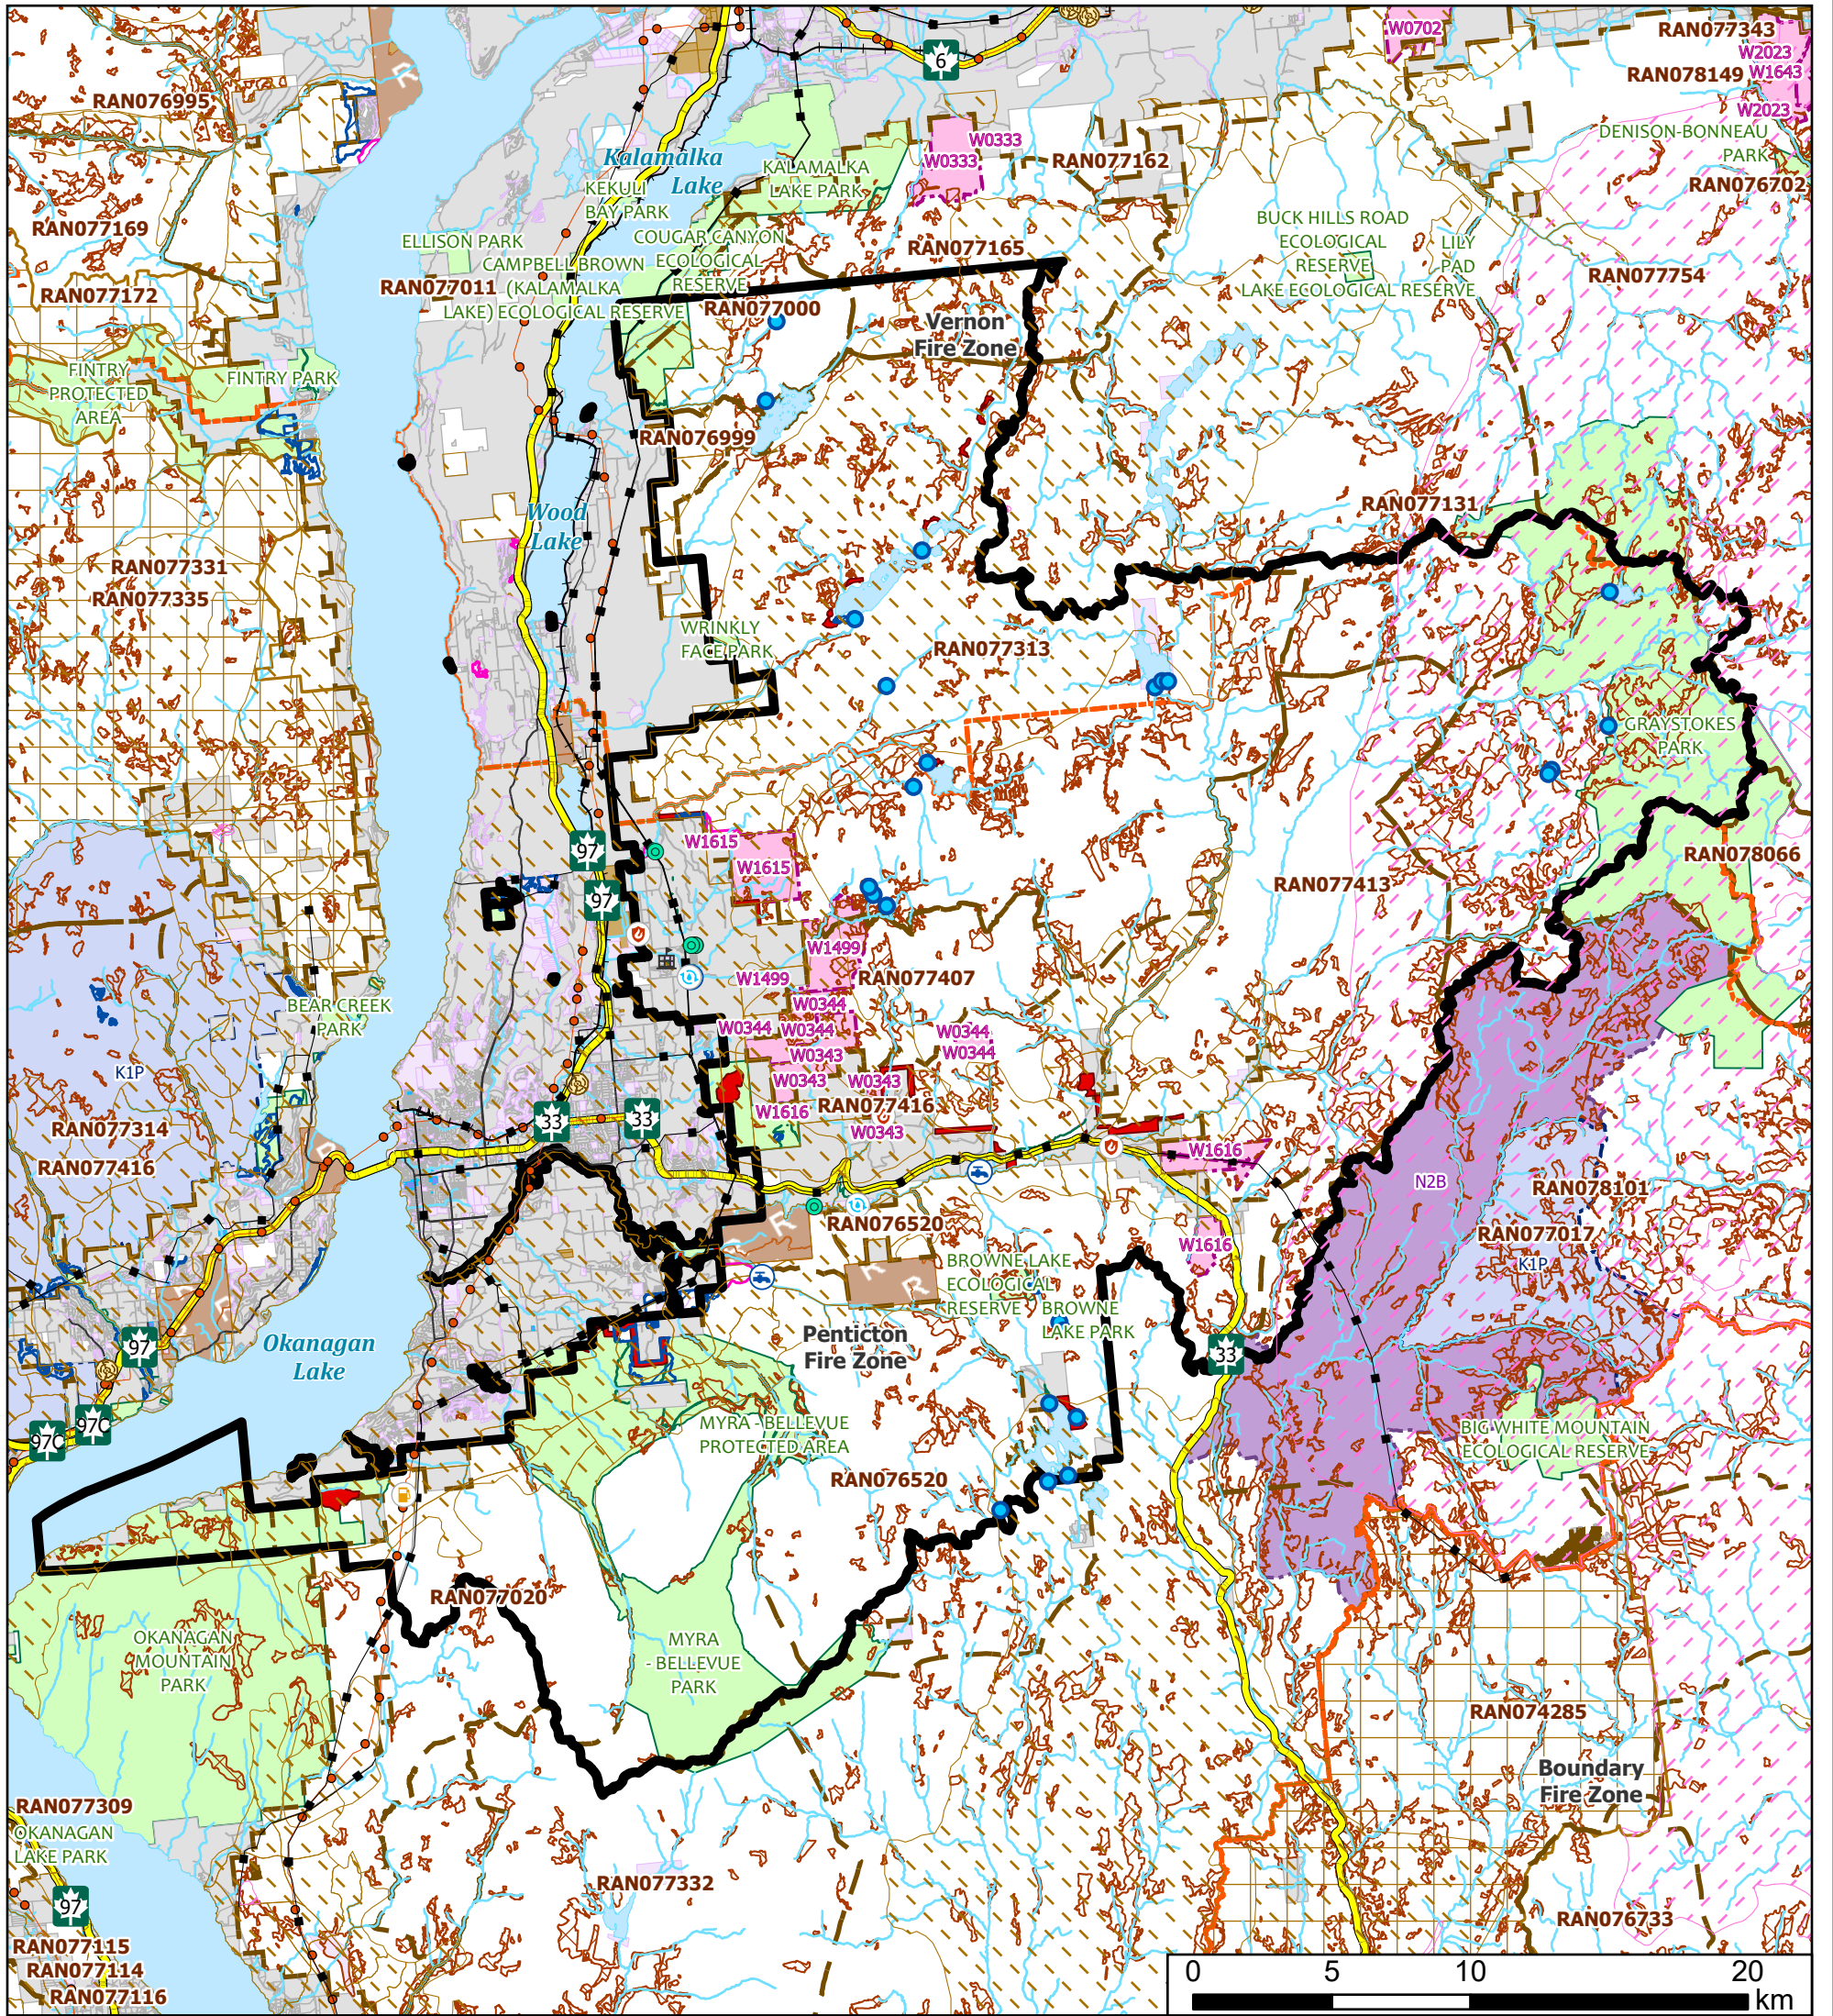 W0702
RAN077343
W2023
W1643
RAN078149
W2023
6
R
RAN076995
DENISON-BONNEAU
PARK
Kalamalka
Lake
W0333
W0333
RAN077162
KALAMALKA
LAKE PARK
KEKULI
BAY PARK
RAN076702
RAN077169
BUCK HILLS ROAD
ECOLOGICAL
RESERVE
LILY
PAD
LAKE ECOLOGICAL RESERVE
ELLISON PARK
COUGAR CANYON
ECOLOGICAL
RESERVE
RAN077165
CAMPBELL BROWN
(KALAMALKA
LAKE) ECOLOGICAL RESERVE
RAN077011
RAN077754
RAN077172
RAN077000
Vernon
Fire Zone
FINTRY
PROTECTED
AREA
FINTRY PARK
RAN076999
RAN077131
Wood
Lake
RAN077331
RAN077335
WRINKLY
FACE PARK
RAN077313
GRAYSTOKES
PARK
97
W1615
W1615
RAN078066
RAN077413
97
W1499
W1499
RAN077407
BEAR CREEK
PARK
W0344
W0344
W0344
W0344
W0344
W0343
K1P
W0343
W0343
RAN077416
W1616
W0343
33
33
RAN077314
RAN077416
R
W1616
N2B
RAN078101
RAN077017
K1P
RAN076520
R
W1616
BROWNE LAKE
ECOLOGICAL
RESERVE
BROWNE
LAKE PARK
R
R
Penticton
Fire Zone
Okanagan
Lake
97
33
97C
97C
MYRA - BELLEVUE
PROTECTED AREA
BIG WHITE MOUNTAIN
ECOLOGICAL RESERVE
RAN076520
RAN077020
OKANAGAN
MOUNTAIN
PARK
MYRA
- BELLEVUE
PARK
RAN074285
Boundary
Fire Zone
RAN077309
OKANAGAN
LAKE PARK
RAN077332
97
RAN076733
RAN077115
RAN077114
RAN077116
0 5 10 20
km